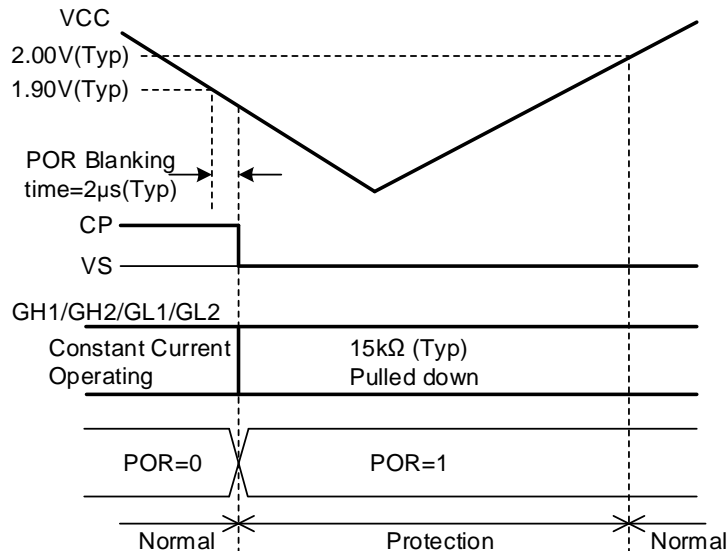 VCC
2.00V(Typ)
1.90V(Typ)
POR Blanking
time=2µs(Typ)
CP
VS
GH1/GH2/GL1/GL2
Constant Current
Operating
15kΩ (Typ)
Pulled down
POR=0
POR=1
Normal
Protection
Normal